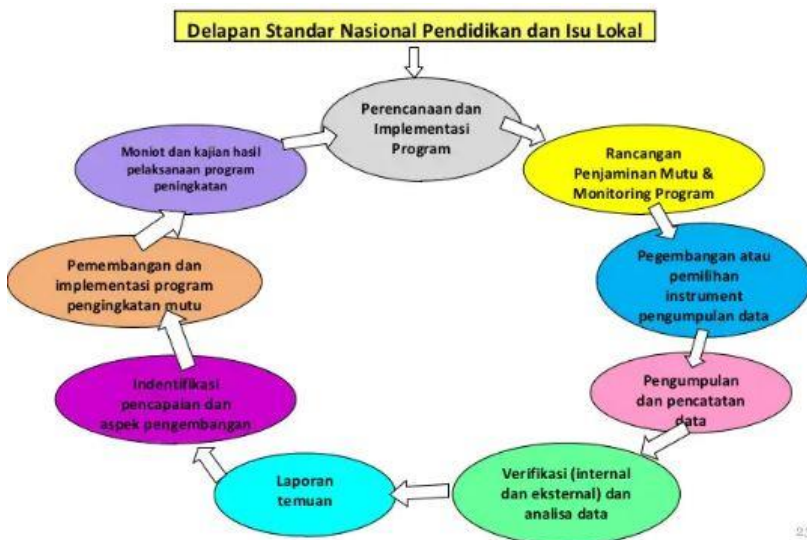 Delapan Standar Nasional Pendidikan dan Isu Lokal
Perencanaan dan
Implementasi
Program
Rancangan
Penjaminan Mutu &
Monitoring Program
Pegembangan atau
pemilihan
instrument
pengumpulan data
Pengumpulan
dan pencatatan
data
Verifikasi (internal
dan eksternal) dan
analisa data
Laporan
temuan
Indentifikasi
pencapaian dan
aspek pengembangan
Pemembangan dan
implementasi program
pengingkatan mutu
Moniot dan kajian hasil
pelaksanaan program
peningkatan